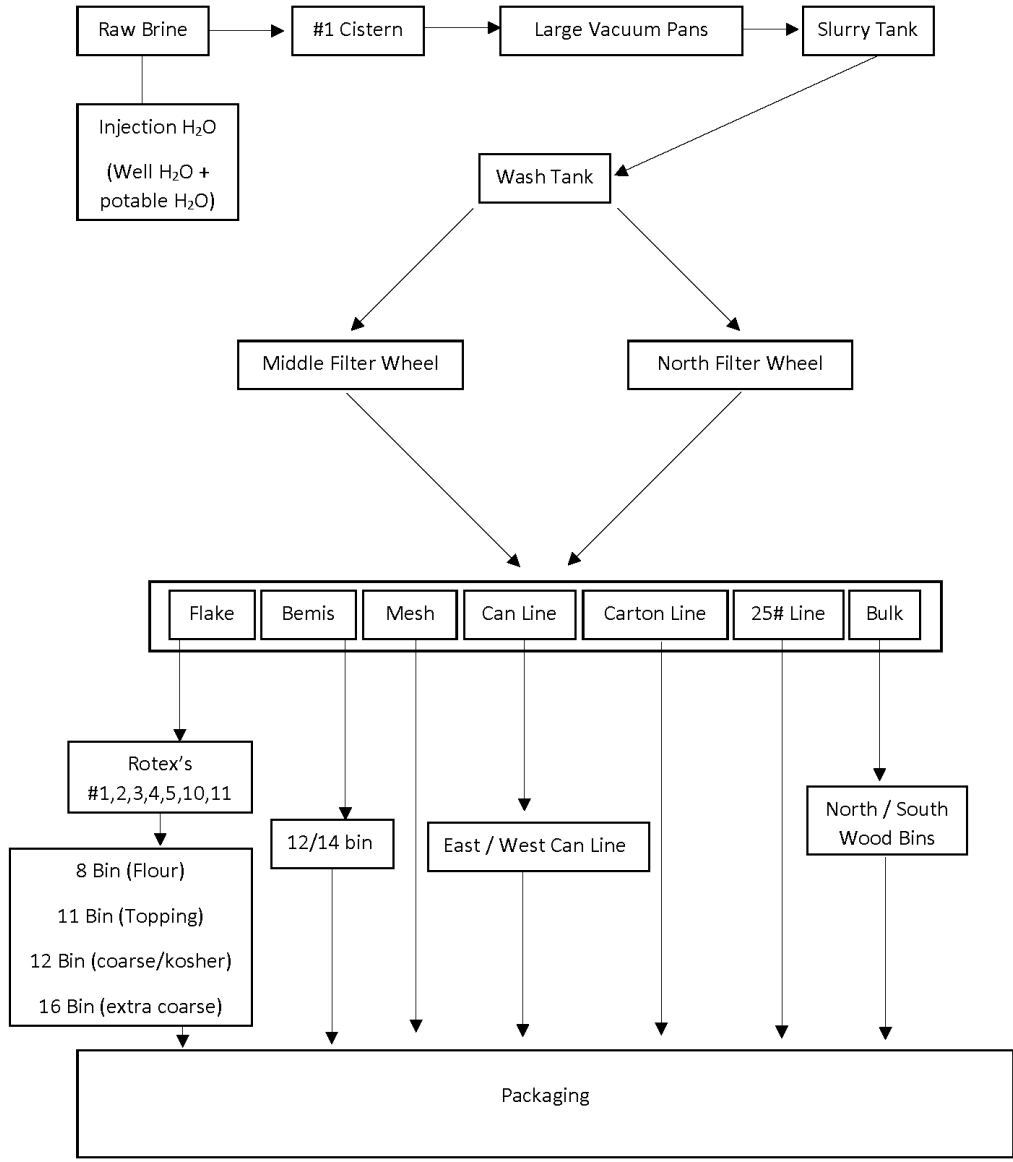 Raw Brine
#1 Cistern
Large Vacuum Pans
Slurry Tank
Injection H₂O
(Well H₂O +
potable H₂O)
Wash Tank
Middle Filter Wheel
North Filter Wheel
Flake
Bemis
Mesh
Can Line
Carton Line
25# Line
Bulk
Rotex's
#1,2,3,4,5,10,11
12/14 bin
East / West Can Line
North / South
Wood Bins
8 Bin (Flour)
11 Bin (Topping)
12 Bin (coarse/kosher)
16 Bin (extra coarse)
Packaging